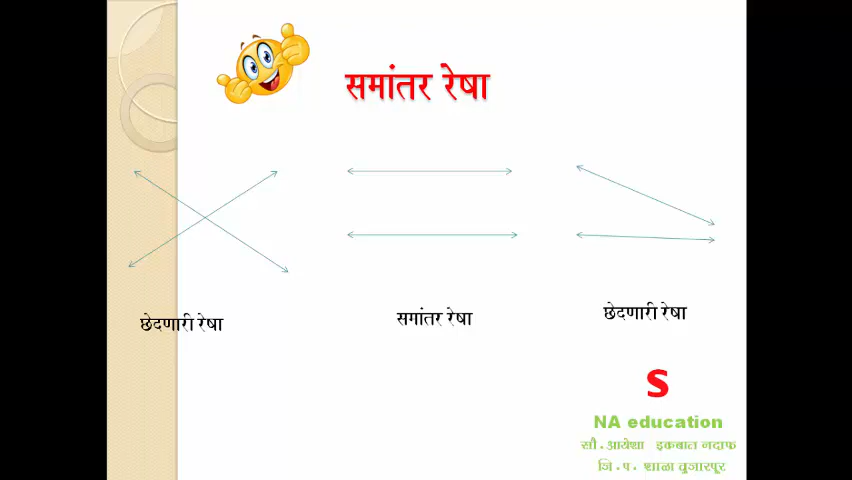 समांतर रेषा
छेदणारी रेषा
समांतर रेषा
छेदणारी रेषा
S
NA education
सौ.आयेशा इकबाल नदाफ
जि.प. शाळा वुजारपूर